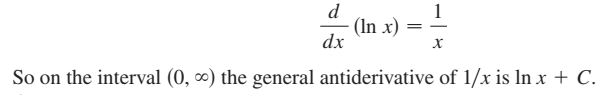 d/dx (ln x) = 1/x
So on the interval (0, ∞) the general antiderivative of 1/x is ln x + C.